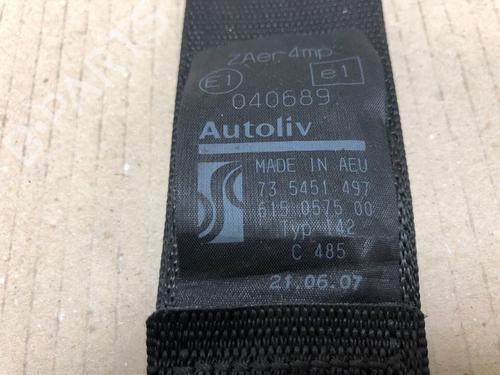 ZAer 4mp
E1 e1
040689
Autoliv
MADE IN AEU
73 5451 497
615 0575 00
Typ 142
C 485
21.06.07
B-PARTS